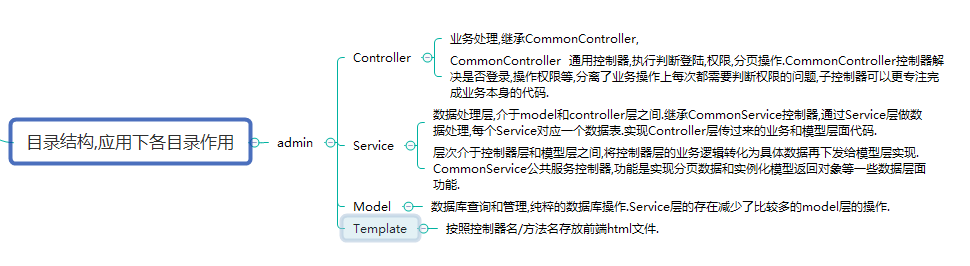 目录结构,应用下各目录作用
admin
Controller
业务处理,继承CommonController,
CommonController 通用控制器,执行判断登陆,权限,分页操作.CommonController控制器解
决是否登录,操作权限等,分离了业务操作上每次都需要判断权限的问题,子控制器可以更专注完
成业务本身的代码.
Service
数据处理层,介于model和controller层之间.继承CommonService控制器,通过Service层做数
据处理,每个Service对应一个数据表.实现Controller层传过来的业务和模型层面代码.
层次介于控制器层和模型层之间,将控制器层的业务逻辑转化为具体数据再下发给模型层实现.
CommonService公共服务控制器,功能是实现分页数据和实例化模型返回对象等一些数据层面
功能.
Model
数据库查询和管理,纯粹的数据库操作.Service层的存在减少了比较多的model层的操作.
Template
按照控制器名/方法名存放前端html文件.